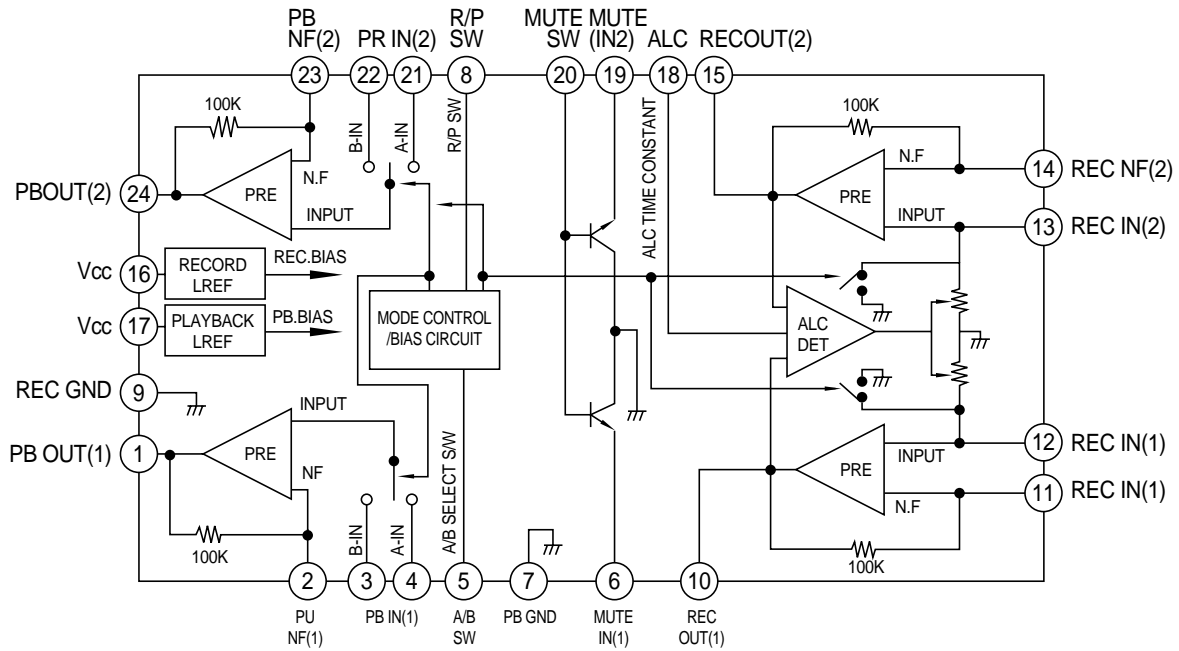 PB
NF(2)
PR IN(2)
R/P
SW
MUTE
SW
MUTE
(IN2)
ALC
RECOUT(2)
23
22
21
8
20
19
18
15
100K
B-IN
A-IN
R/P SW
ALC TIME CONSTANT
100K
N.F
PRE
INPUT
PBOUT(2)
24
N.F
PRE
INPUT
14
REC NF(2)
13
REC IN(2)
Vcc
16
RECORD
LREF
REC.BIAS
Vcc
17
PLAYBACK
LREF
PB.BIAS
MODE CONTROL
/BIAS CIRCUIT
ALC
DET
REC GND
9
PB OUT(1)
1
INPUT
PRE
NF
100K
B-IN
A-IN
A/B SELECT S/W
INPUT
PRE
N.F
100K
12
REC IN(1)
11
REC IN(1)
2
3
4
5
7
6
10
PU
NF(1)
PB IN(1)
A/B
SW
PB GND
MUTE
IN(1)
REC
OUT(1)